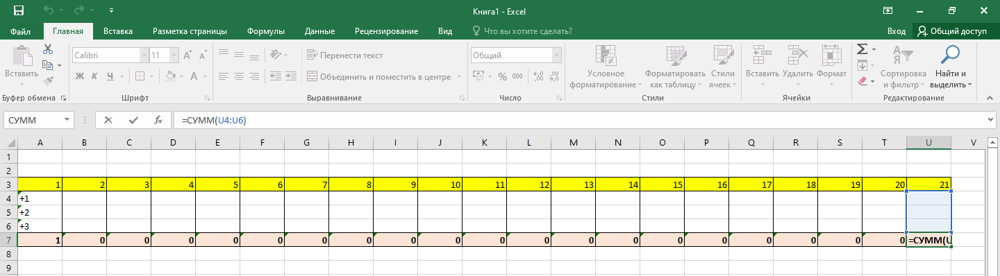 Книга1 - Excel
Файл Главная Вставка Разметка страницы Формулы Данные Рецензирование Вид Что вы хотите сделать? Вход Общий доступ
Вставить
Буфер обмена
Calibri 11
Ж К Ч А
Шрифт
Перенести текст
Объединить и поместить в центре
Выравнивание
Общий
% 000 ,00
Число
Условное форматирование
Форматировать как таблицу
Стили ячеек
Стили
Вставить Удалить Формат
Ячейки
Сортировка и фильтр
Найти и выделить
Редактирование
СУММ fx =СУММ(U4:U6)
A B C D E F G H I J K L M N O P Q R S T U V
1
2
3 1 2 3 4 5 6 7 8 9 10 11 12 13 14 15 16 17 18 19 20 21
4 +1
5 +2
6 +3
7 1 0 0 0 0 0 0 0 0 0 0 0 0 0 0 0 0 0 0 0 =СУММ(U
8
9